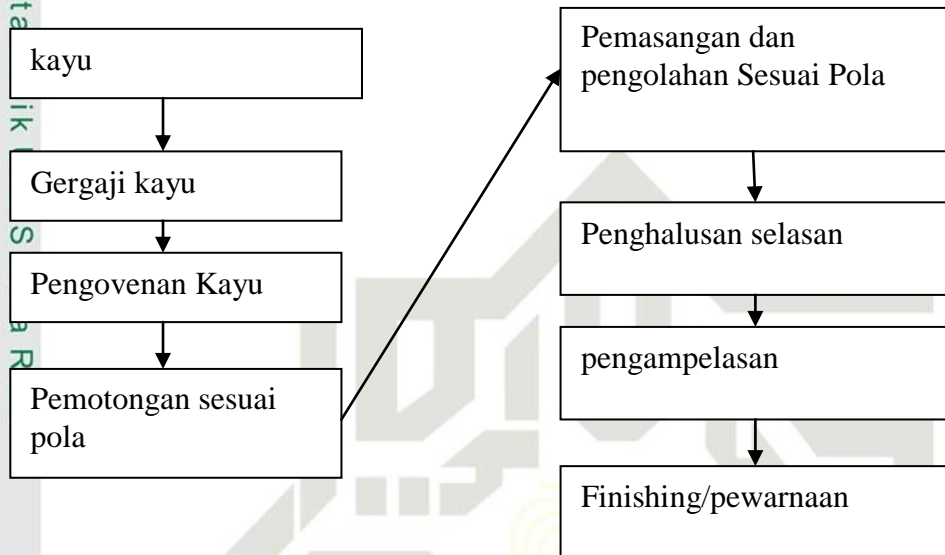 kayu
Gergaji kayu
Pengovenan Kayu
Pemotongan sesuai
pola
Pemasangan dan
pengolahan Sesuai Pola
Penghalusan selasan
pengampelasan
Finishing/pewarnaan